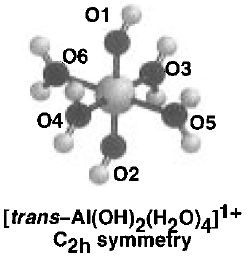 O1
O6
O3
O4
O5
O2
[trans–Al(OH)2(H2O)4]1+
C2h symmetry